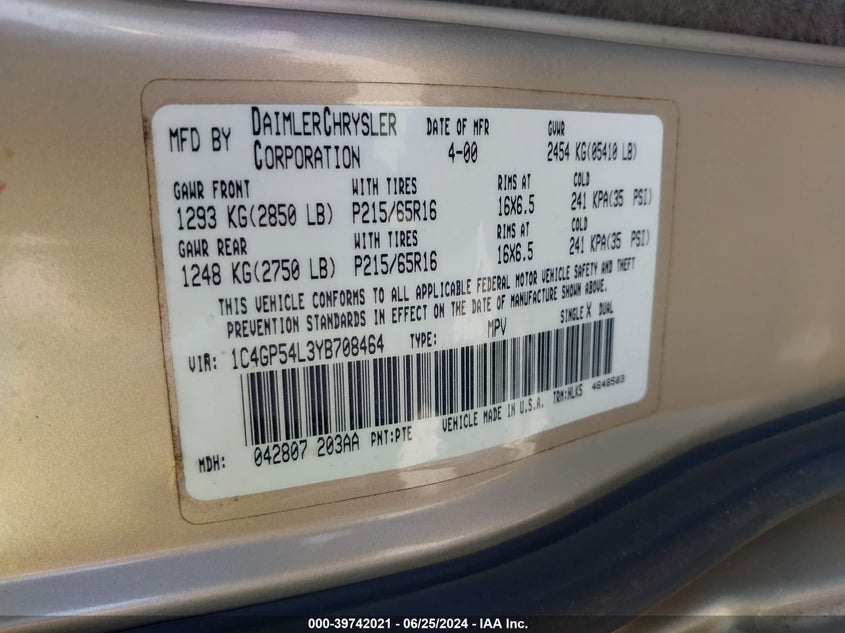 MFD BY DAIMLERCHRYSLER CORPORATION DATE OF MFR 4-00 GVWR 2454 KG(05410 LB)
GAWR FRONT WITH TIRES RIMS AT COLD
1293 KG(2850 LB) P215/65R16 16X6.5 241 KPA(35 PSI)
GAWR REAR WITH TIRES RIMS AT COLD
1248 KG(2750 LB) P215/65R16 16X6.5 241 KPA(35 PSI)
THIS VEHICLE CONFORMS TO ALL APPLICABLE FEDERAL MOTOR VEHICLE SAFETY AND THEFT
PREVENTION STANDARDS IN EFFECT ON THE DATE OF MANUFACTURE SHOWN ABOVE.
VIN: 1C4GP54L3YB708464 TYPE: MPV SINGLE X DUAL
MDH: 042807 203AA PNT:PTE VEHICLE MADE IN U.S.A. TRM:HLK5 4648503
000-39742021 - 06/25/2024 - IAA Inc.